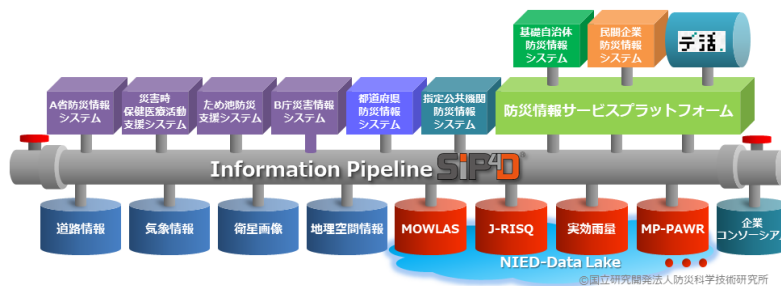 基礎自治体
防災情報
システム
民間企業
防災情報
システム
デ活
A省防災情報
システム
災害時
保健医療活動
支援システム
ため池防災
支援システム
B庁災害情報
システム
都道府県
防災情報
システム
指定公共機関
防災情報
システム
防災情報サービスプラットフォーム
Information Pipeline SIP4D
道路情報
気象情報
衛星画像
地理空間情報
MOWLAS
J-RISQ
実効雨量
MP-PAWR
企業
コンソーシアム
NIED-Data Lake
©国立研究開発法人防災科学技術研究所